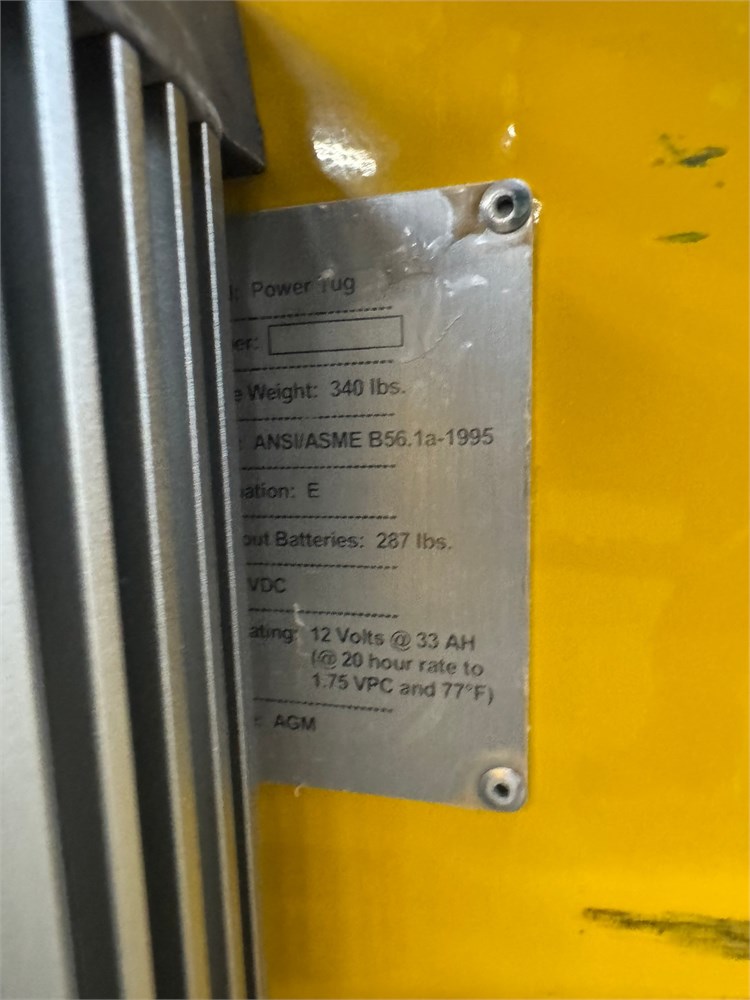 : Power Tug
er:
e Weight: 340 lbs.
: ANSI/ASME B56.1a-1995
ation: E
out Batteries: 287 lbs.
VDC
ating: 12 Volts @ 33 AH
(@ 20 hour rate to
1.75 VPC and 77°F)
: AGM